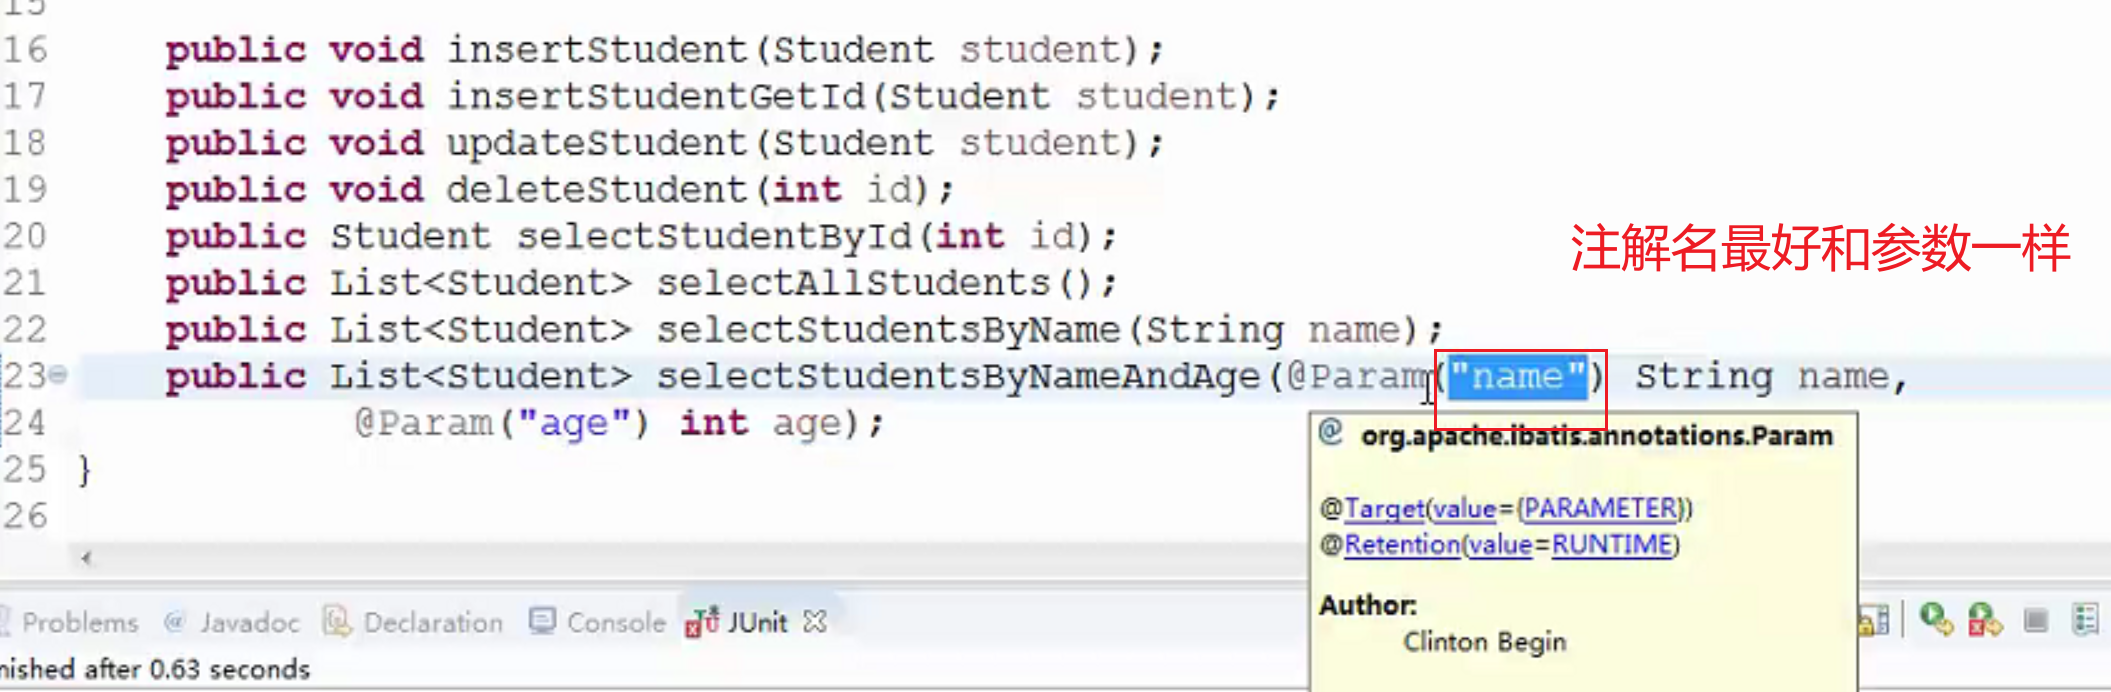 15
16 public void insertStudent(Student student);
17 public void insertStudentGetId(Student student);
18 public void updateStudent(Student student);
19 public void deleteStudent(int id);
20 public Student selectStudentById(int id);
注解名最好和参数一样
21 public List<Student> selectAllStudents();
22 public List<Student> selectStudentsByName(String name);
23 public List<Student> selectStudentsByNameAndAge(@Param("name") String name,
24 @Param("age") int age);
25 }
26
@ org.apache.ibatis.annotations.Param
@Target(value={PARAMETER})
@Retention(value=RUNTIME)
Author:
Clinton Begin
Problems @ Javadoc Declaration Console JUnit
nished after 0.63 seconds